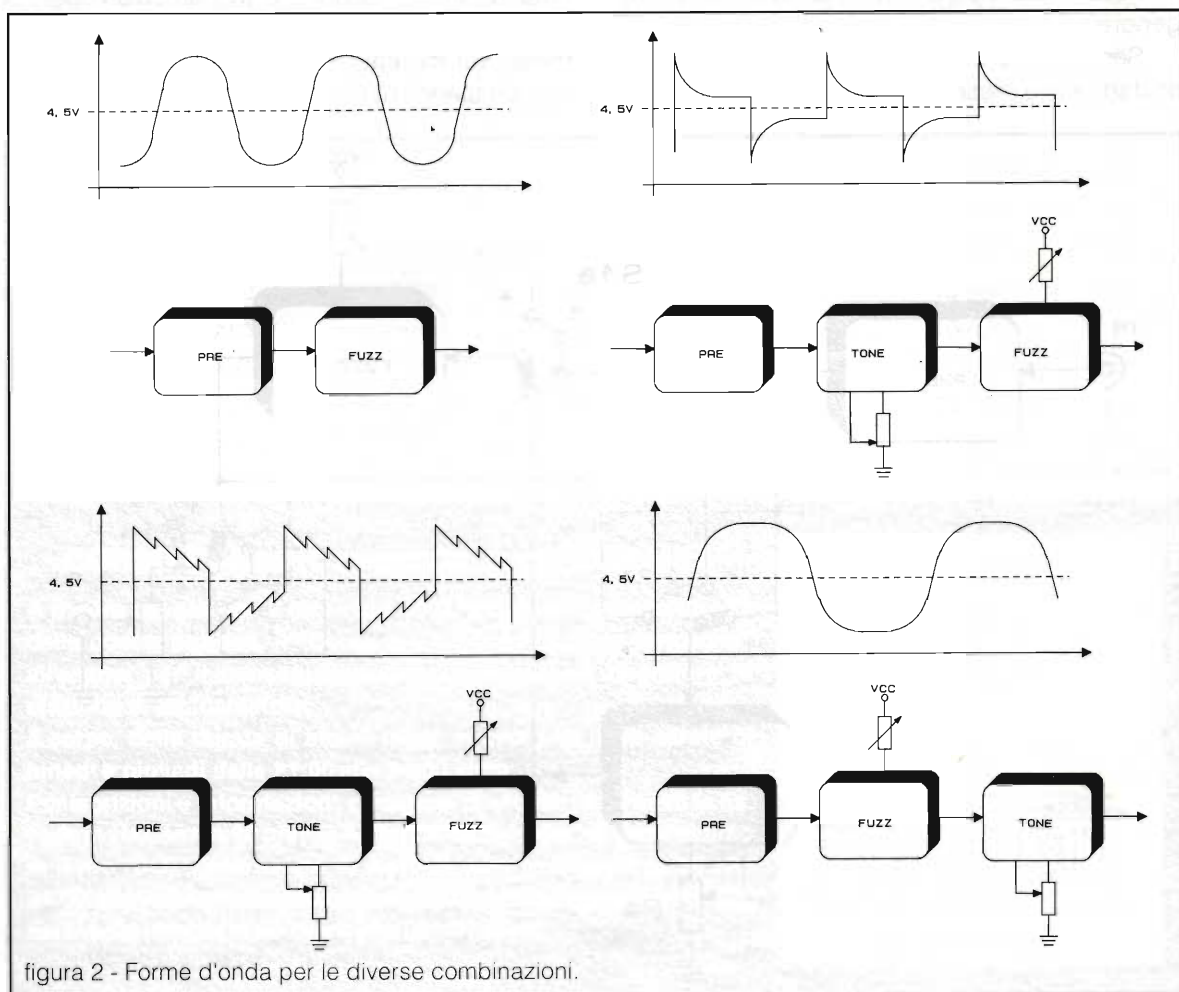 4, 5V
4, 5V
PRE
FUZZ
VCC
PRE
TONE
FUZZ
4, 5V
4, 5V
VCC
PRE
TONE
FUZZ
VCC
PRE
FUZZ
TONE
figura 2 - Forme d'onda per le diverse combinazioni.